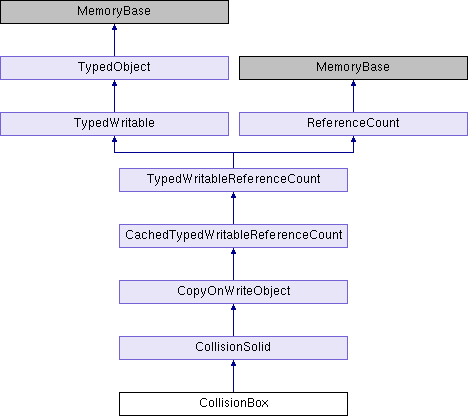 MemoryBase
TypedObject
MemoryBase
TypedWritable
ReferenceCount
TypedWritableReferenceCount
CachedTypedWritableReferenceCount
CopyOnWriteObject
CollisionSolid
CollisionBox